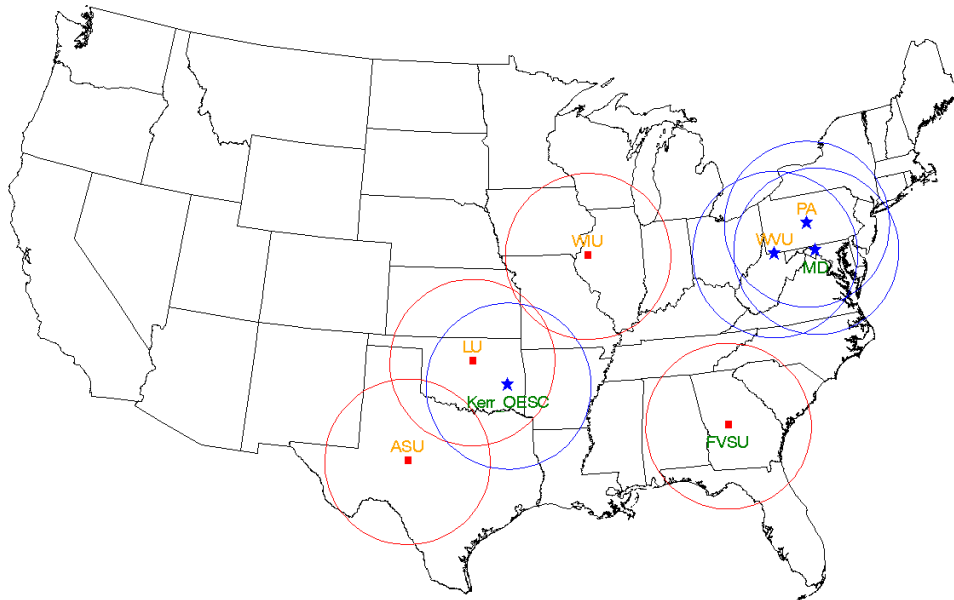 PA
WIU
WVU
MD
LU
Kerr OESC
ASU
FVSU